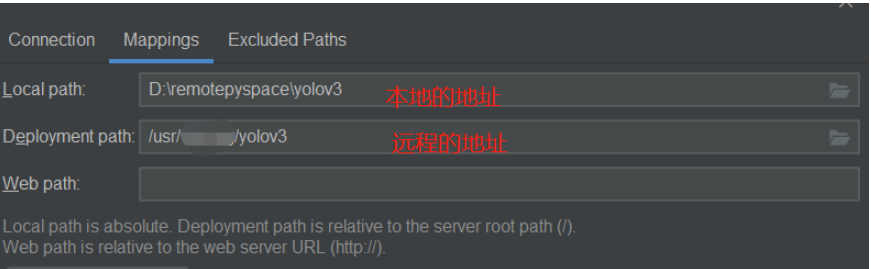 Connection Mappings Excluded Paths
Local path: D:\remotepyspace\yolov3 本地的地址
Deployment path: /usr/ /yolov3 远程的地址
Web path:
Local path is absolute. Deployment path is relative to the server root path (/).
Web path is relative to the web server URL (http://).